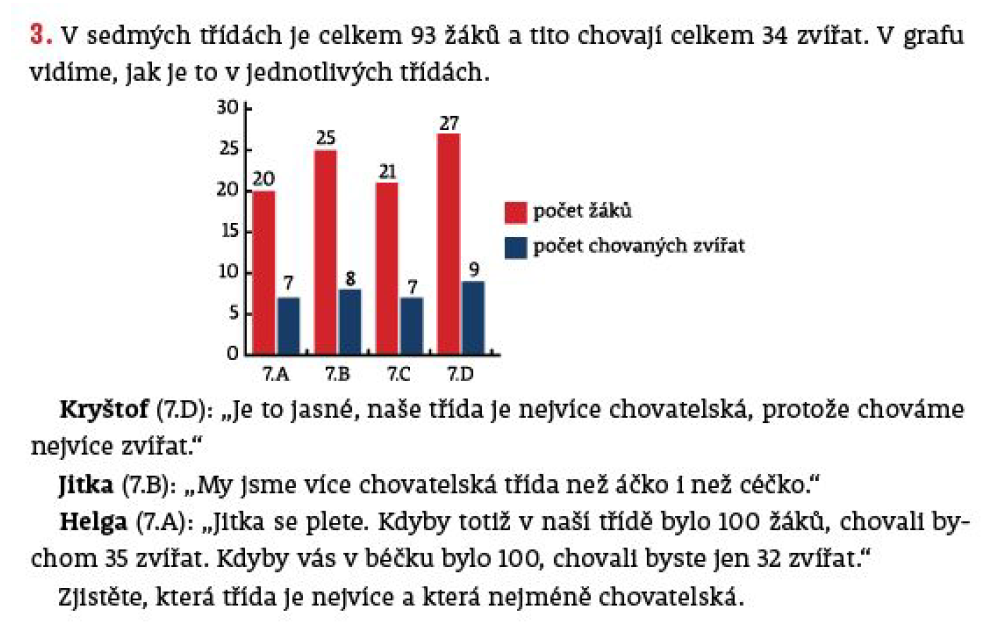 3. V sedmých třídách je celkem 93 žáků a tito chovají celkem 34 zvířat. V grafu
vidíme, jak je to v jednotlivých třídách.
30
25
20
15
10
5
0
20
7
25
8
21
7
27
9
7.A
7.B
7.C
7.D
počet žáků
počet chovaných zvířat
Kryštof (7.D): „Je to jasné, naše třída je nejvíce chovatelská, protože chováme
nejvíce zvířat.“
Jitka (7.B): „My jsme více chovatelská třída než áčko i než céčko.“
Helga (7.A): „Jitka se plete. Kdyby totiž v naší třídě bylo 100 žáků, chovali by-
chom 35 zvířat. Kdyby vás v béčku bylo 100, chovali byste jen 32 zvířat.“
Zjistěte, která třída je nejvíce a která nejméně chovatelská.